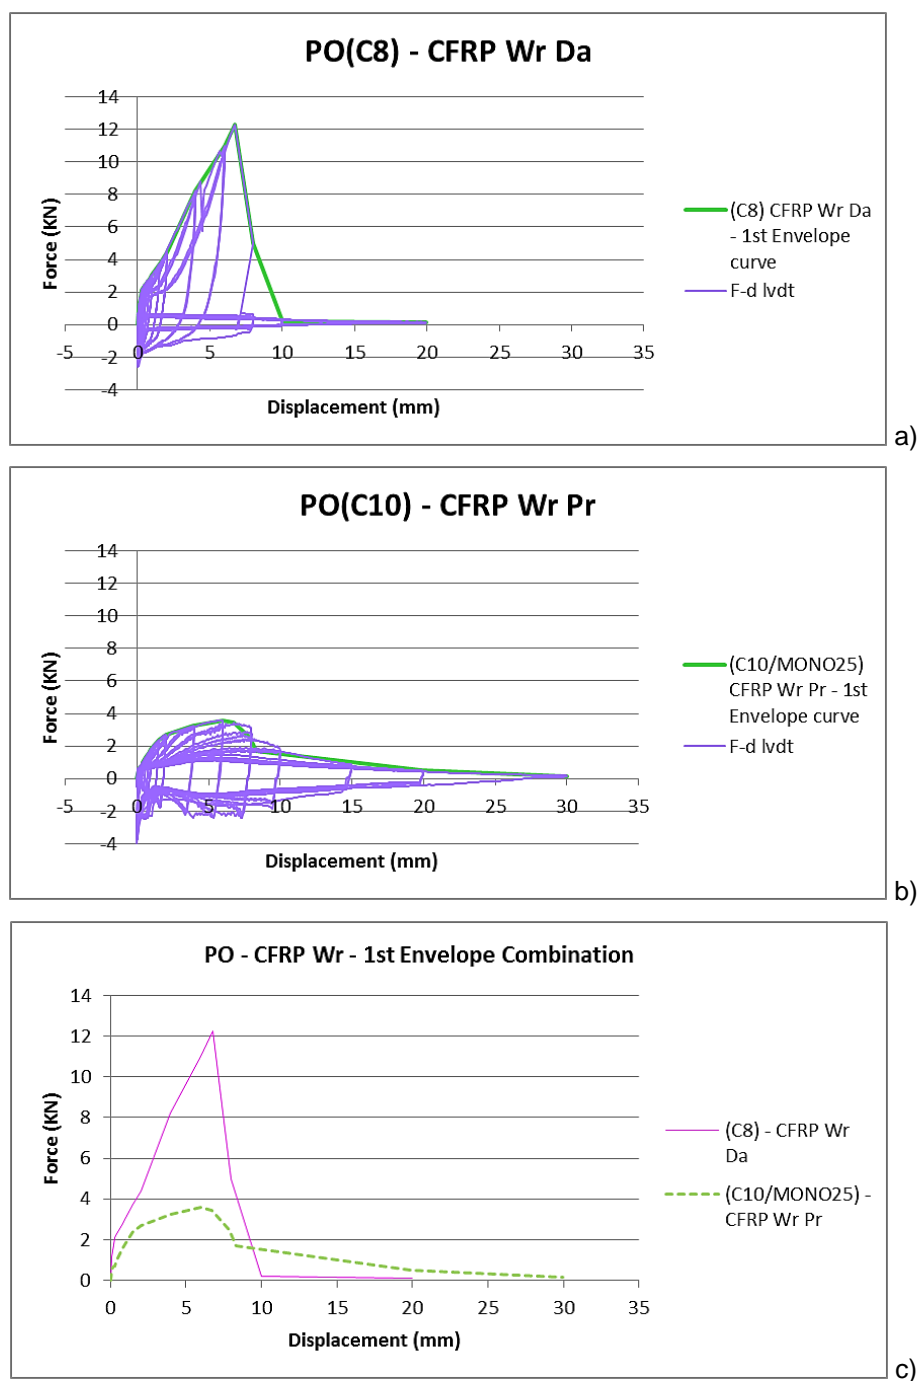 PO(C8) - CFRP Wr Da
14
12
10
8
6
4
2
0
-2
-4
-5 0 5 10 15 20 25 30 35
Force (KN)
Displacement (mm)
(C8) CFRP Wr Da
- 1st Envelope
curve
F-d lvdt
a)
PO(C10) - CFRP Wr Pr
14
12
10
8
6
4
2
0
-2
-4
-5 0 5 10 15 20 25 30 35
Force (KN)
Displacement (mm)
(C10/MONO25)
CFRP Wr Pr - 1st
Envelope curve
F-d lvdt
b)
PO - CFRP Wr - 1st Envelope Combination
14
12
10
8
6
4
2
0
0 5 10 15 20 25 30 35
Force (KN)
Displacement (mm)
(C8) - CFRP Wr
Da
(C10/MONO25) -
CFRP Wr Pr
c)